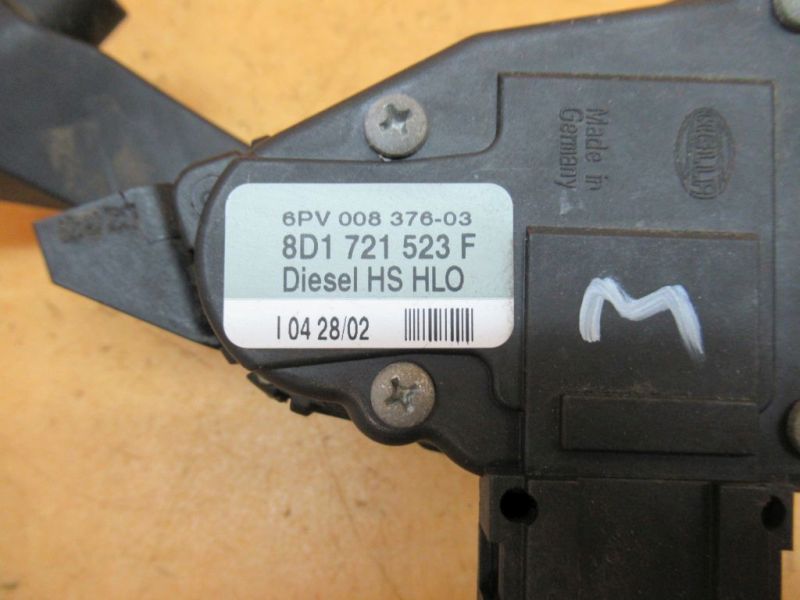 6PV 008 376-03
8D1 721 523 F
Diesel HS HLO
I 04 28/02
Made in
Germany
HELLA
M